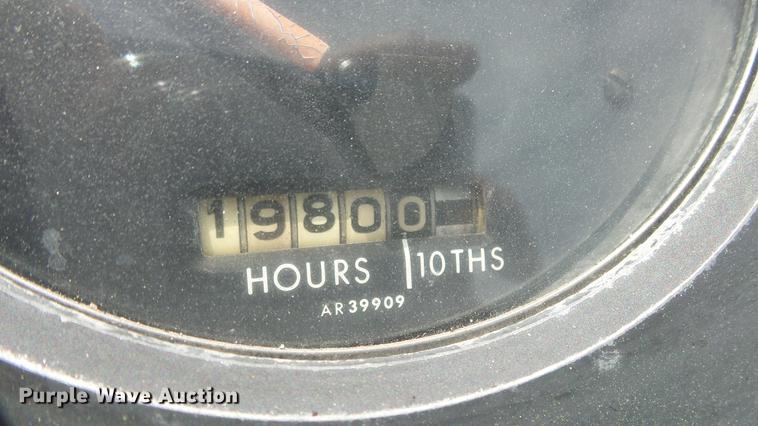 19800
HOURS 10THS
AR39909
Purple Wave Auction